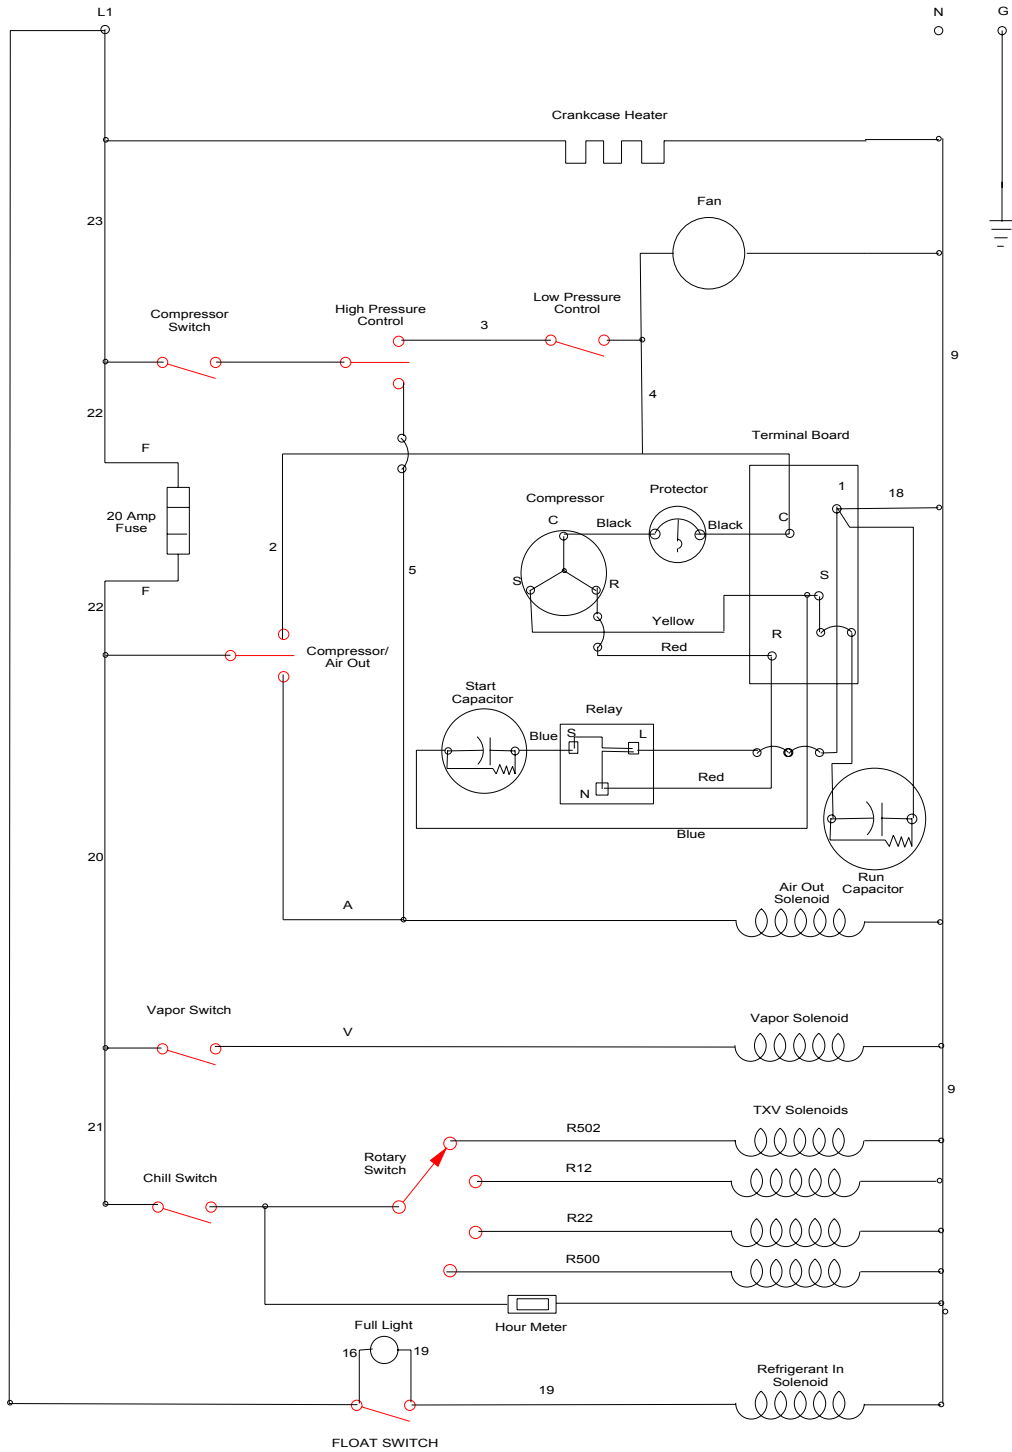 L1
N
G
Crankcase Heater
23
Fan
Compressor
Switch
High Pressure
Control
3
Low Pressure
Control
9
22
4
F
Terminal Board
20 Amp
Fuse
2
5
Compressor
C
Black
Protector
Black
C
1
18
S
R
S
F
22
Yellow
Red
R
Compressor/
Air Out
Start
Capacitor
Blue
Relay
S
L
N
Red
Blue
Run
Capacitor
20
A
Air Out
Solenoid
Vapor Switch
V
Vapor Solenoid
9
21
Chill Switch
Rotary
Switch
R502
TXV Solenoids
R12
R22
R500
Hour Meter
Full Light
16
19
19
Refrigerant In
Solenoid
FLOAT SWITCH